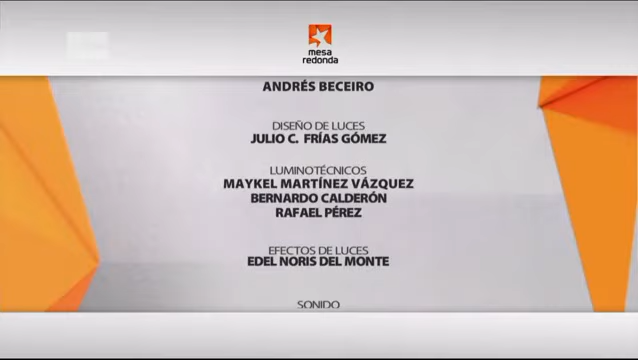 mesa
redonda
ANDRÉS BECEIRO
DISEÑO DE LUCES
JULIO C. FRÍAS GÓMEZ
LUMINOTÉCNICOS
MAYKEL MARTÍNEZ VÁZQUEZ
BERNARDO CALDERÓN
RAFAEL PÉREZ
EFECTOS DE LUCES
EDEL NORIS DEL MONTE
SONIDO